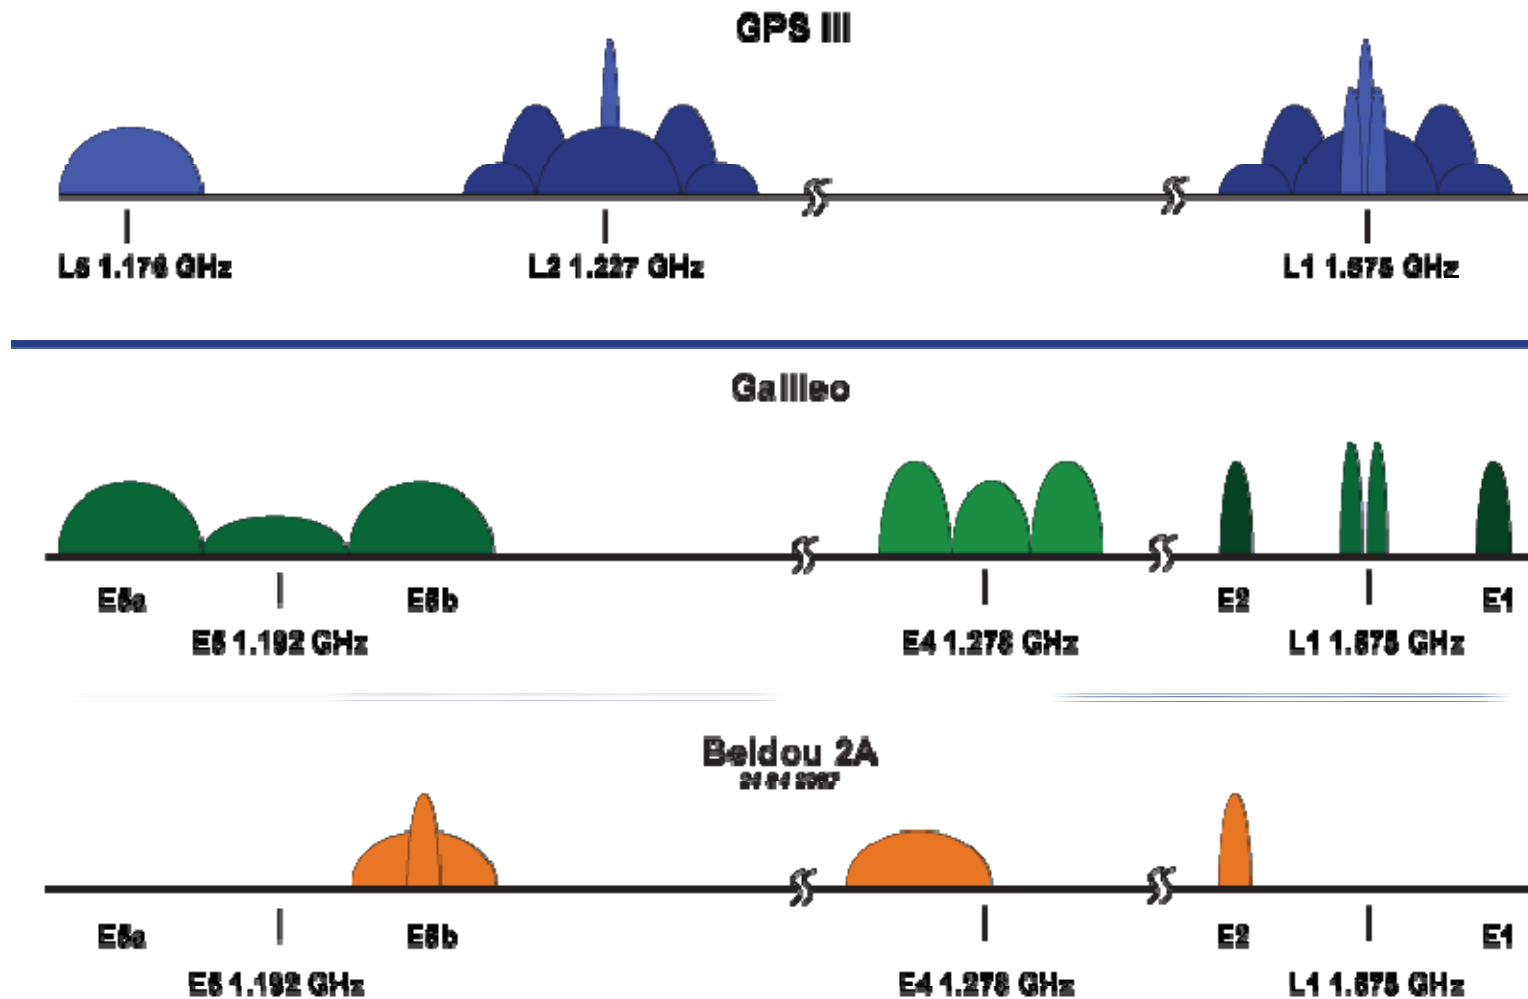 GPS III
L5 1.176 GHz
L2 1.227 GHz
L1 1.575 GHz
Galileo
E5a
E5b
E2
E1
E5 1.192 GHz
E4 1.278 GHz
L1 1.575 GHz
Beidou 2A
E5a
E5b
E2
E1
E5 1.192 GHz
E4 1.278 GHz
L1 1.575 GHz